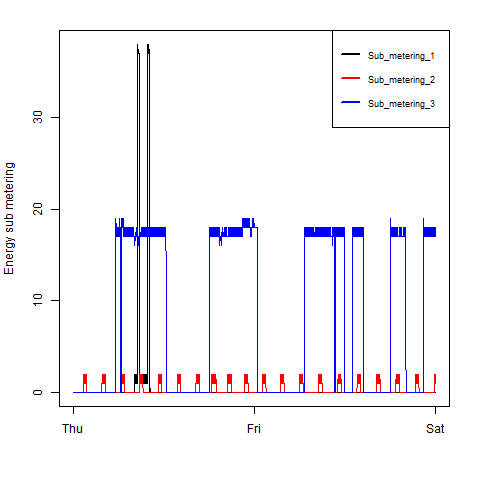 Sub_metering_1
Sub_metering_2
Sub_metering_3
Energy sub metering
30
20
10
0
Thu Fri Sat